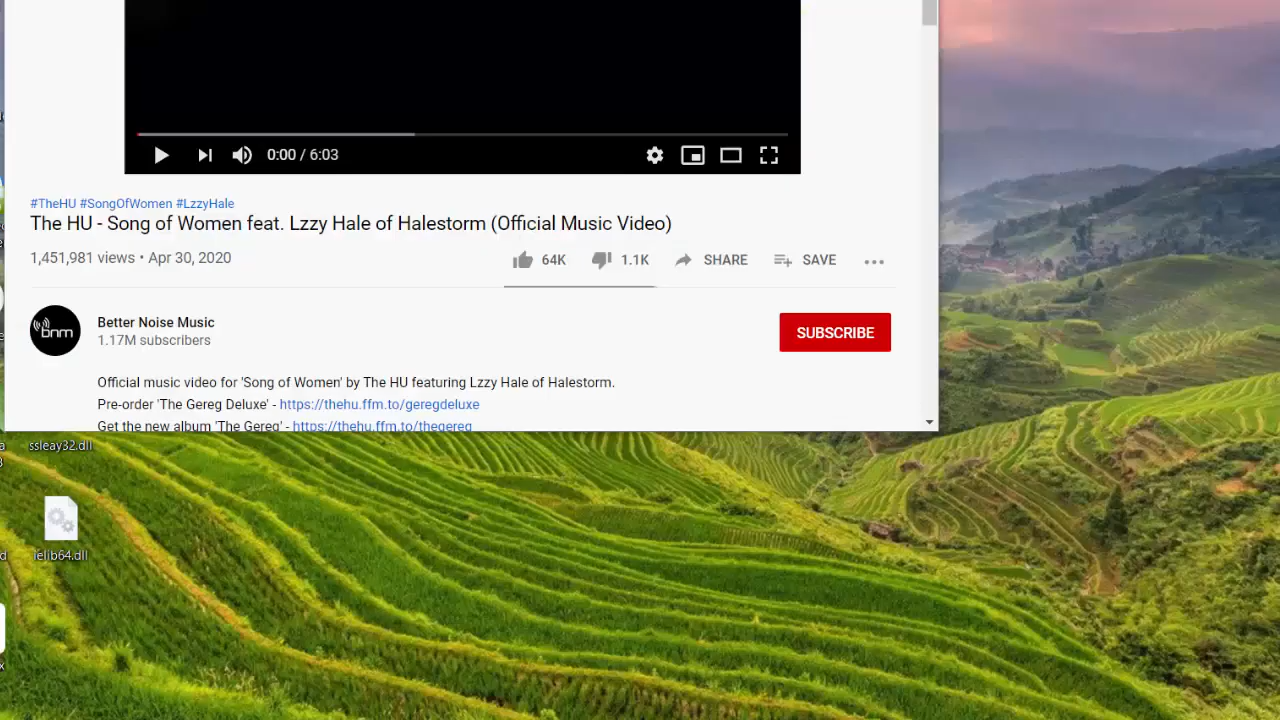 0:00 / 6:03
#TheHU #SongOfWomen #LzzyHale
The HU - Song of Women feat. Lzzy Hale of Halestorm (Official Music Video)
1,451,981 views • Apr 30, 2020
64K
1.1K
SHARE
SAVE
bnm
Better Noise Music
1.17M subscribers
SUBSCRIBE
Official music video for 'Song of Women' by The HU featuring Lzzy Hale of Halestorm.
Pre-order 'The Gereg Deluxe' - https://thehu.ffm.to/geregdeluxe
Get the new album 'The Gereg' - https://thehu.ffm.to/thegereg
ssleay32.dll
ielib64.dll